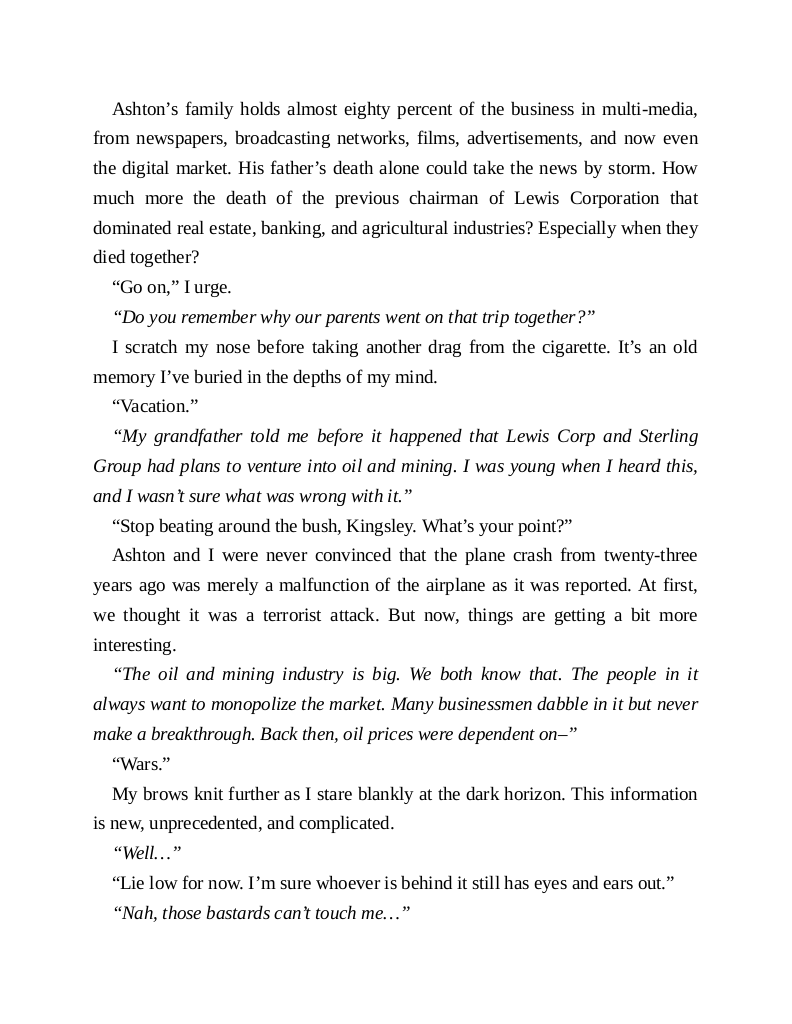 Ashton’s family holds almost eighty percent of the business in multi-media,
from newspapers, broadcasting networks, films, advertisements, and now even
the digital market. His father’s death alone could take the news by storm. How
much more the death of the previous chairman of Lewis Corporation that
dominated real estate, banking, and agricultural industries? Especially when they
died together?
“Go on,” I urge.
“Do you remember why our parents went on that trip together?”
I scratch my nose before taking another drag from the cigarette. It’s an old
memory I’ve buried in the depths of my mind.
“Vacation.”
“My grandfather told me before it happened that Lewis Corp and Sterling
Group had plans to venture into oil and mining. I was young when I heard this,
and I wasn’t sure what was wrong with it.”
“Stop beating around the bush, Kingsley. What’s your point?”
Ashton and I were never convinced that the plane crash from twenty-three
years ago was merely a malfunction of the airplane as it was reported. At first,
we thought it was a terrorist attack. But now, things are getting a bit more
interesting.
“The oil and mining industry is big. We both know that. The people in it
always want to monopolize the market. Many businessmen dabble in it but never
make a breakthrough. Back then, oil prices were dependent on–”
“Wars.”
My brows knit further as I stare blankly at the dark horizon. This information
is new, unprecedented, and complicated.
“Well…”
“Lie low for now. I’m sure whoever is behind it still has eyes and ears out.”
“Nah, those bastards can’t touch me…”